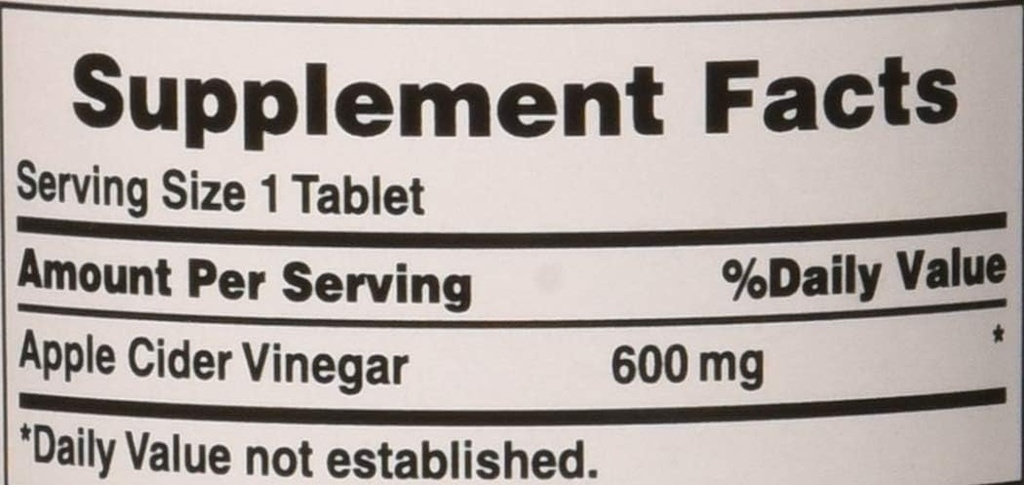 Supplement Facts
Serving Size 1 Tablet
Amount Per Serving %Daily Value
Apple Cider Vinegar 600 mg *
*Daily Value not established.